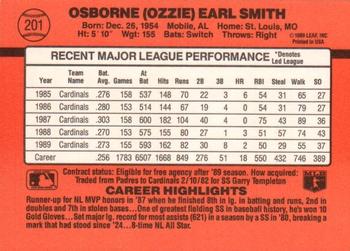 201
OSBORNE (OZZIE) EARL SMITH
Born: Dec. 26, 1954 Mobile, AL Home: St. Louis, MO
Ht: 5'10" Wgt: 155 Bats: Switch Throws: Right
© 1989 LEAF, INC.
PRINTED IN USA
RECENT MAJOR LEAGUE PERFORMANCE *Denotes Led League
Year Team Bat. Avg. Games AB Runs Hits 2B 3B HR RBI Steal Walk SO
1985 Cardinals .276 158 537 70 148 22 3 6 54 31 65 27
1986 Cardinals .280 153 514 67 144 19 4 0 54 31 79 27
1987 Cardinals .303 158 600 104 182 40 4 0 75 43 89 36
1988 Cardinals .270 153 575 80 155 27 1 3 51 57 74 43
1989 Cardinals .273 155 593 82 162 30 8 2 50 29 55 37
Career .256 1783 6507 848 1665 276 51 18 550 432 746 389
Contract status: Eligible for free agency after '89 season. How acquired: Traded from Padres to Cardinals 2/10/82 for SS Garry Templeton
CAREER HIGHLIGHTS
Runner-up for NL MVP honors in '87 when he finished 8th in lg. in batting and runs, 2nd in doubles and 7th in stolen bases...One of greatest fielding SS in baseball history, he's won 10 Gold Gloves...Set major lg. record for most assists (621) in a season by a SS in '80, breaking a mark that had stood since '24...8-time NL All Star.